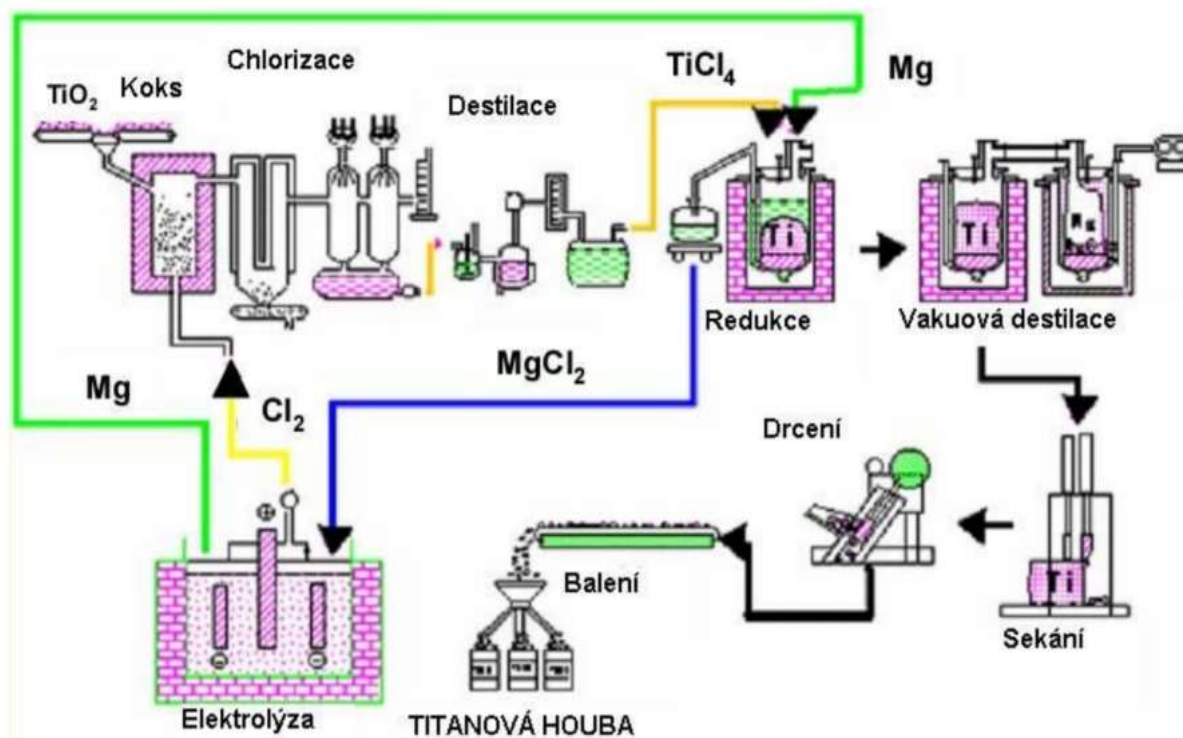 Chlorizace
TiO₂
Koks
Destilace
TiCl₄
Mg
Ti
Ti
Redukce
Vakuová destilace
MgCl₂
Mg
Cl₂
Drcení
Balení
Ti
Sekání
Elektrolýza
TITANOVÁ HOUBA